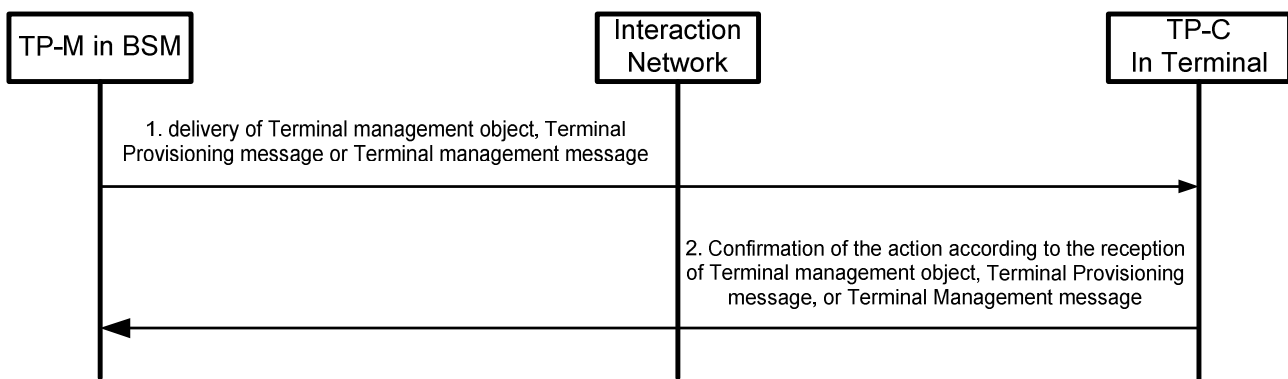 TP-M in BSM
Interaction
Network
TP-C
In Terminal
1. delivery of Terminal management object, Terminal
Provisioning message or Terminal management message
2. Confirmation of the action according to the reception
of Terminal management object, Terminal Provisioning
message, or Terminal Management message